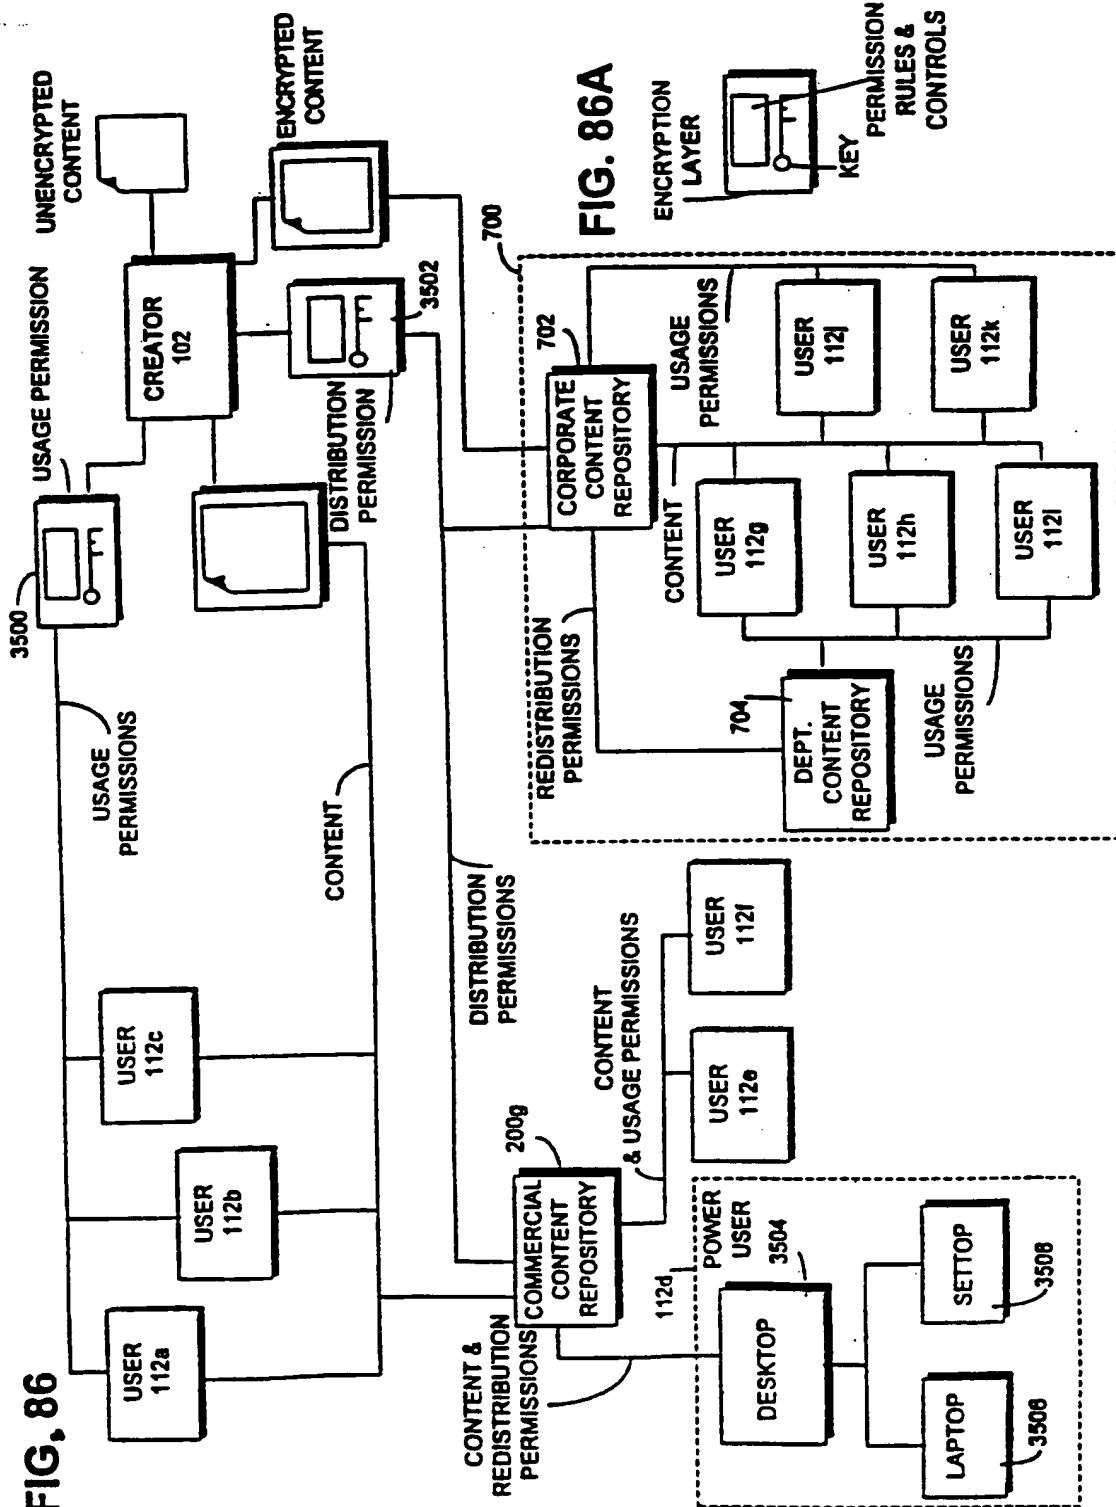 FIG, 86
USER
112a
USER
112b
USER
112c
USAGE
PERMISSIONS
3500
USAGE PERMISSION
UNENCRYPTED
CONTENT
CREATOR
102
ENCRYPTED
CONTENT
CONTENT
DISTRIBUTION
PERMISSION
3502
DISTRIBUTION
PERMISSIONS
CONTENT &
REDISTRIBUTION
PERMISSIONS
COMMERCIAL
CONTENT
REPOSITORY
200g
CONTENT
& USAGE PERMISSIONS
USER
112e
USER
112f
112d
POWER
USER
3504
DESKTOP
LAPTOP
3506
SETTOP
3508
700
CORPORATE
CONTENT
REPOSITORY
702
REDISTRIBUTION
PERMISSIONS
704
DEPT.
CONTENT
REPOSITORY
CONTENT
USAGE
PERMISSIONS
USER
112g
USER
112h
USER
112i
USER
112j
USER
112k
USAGE
PERMISSIONS
FIG. 86A
ENCRYPTION
LAYER
KEY
PERMISSION
RULES &
CONTROLS